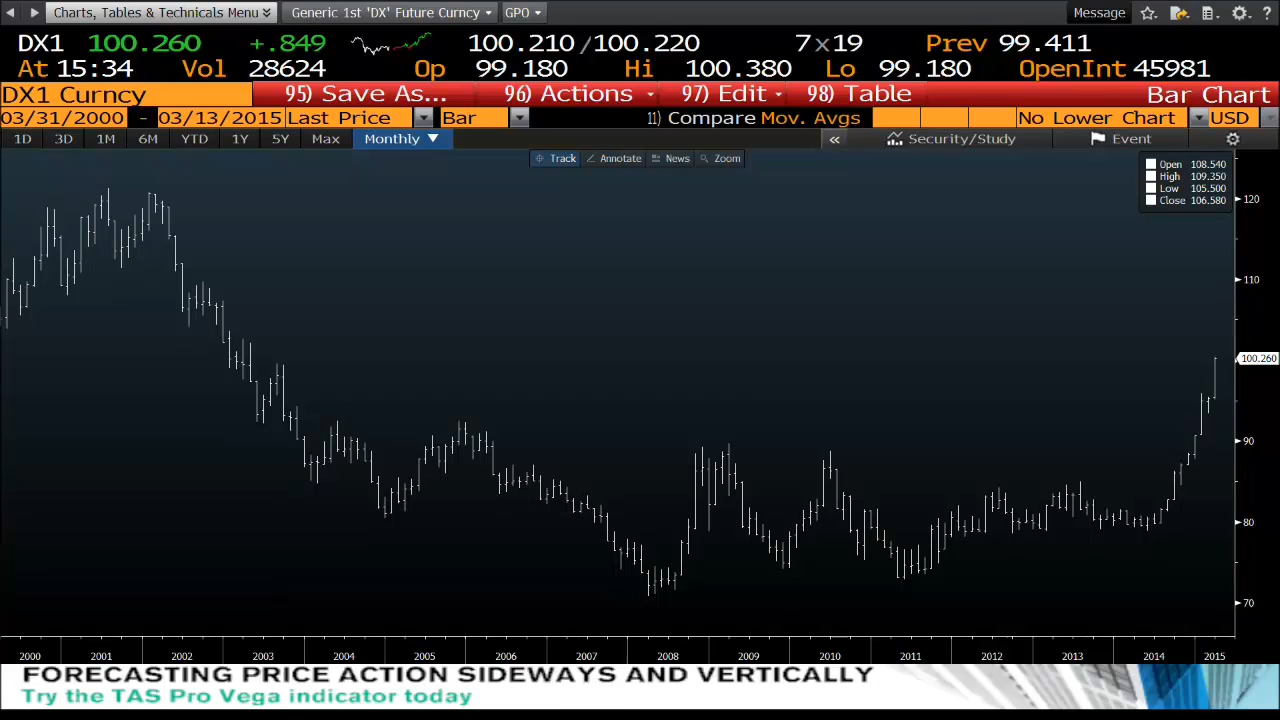 Charts, Tables & Technicals Menu Generic 1st 'DX' Future Curncy GPO Message ?
DX1 100.260 +.849 100.210/100.220 7x19 Prev 99.411
At 15:34 Vol 28624 Op 99.180 Hi 100.380 Lo 99.180 OpenInt 45981
DX1 Curncy 95) Save As... 96) Actions 97) Edit 98) Table Bar Chart
03/31/2000 - 03/13/2015 Last Price Bar 11) Compare Mov. Avgs No Lower Chart USD
1D 3D 1M 6M YTD 1Y 5Y Max Monthly « Security/Study Event
Track Annotate News Zoom
Open 108.540
High 109.350
Low 105.500
Close 106.580
120
110
100.260
90
80
70
2000 2001 2002 2003 2004 2005 2006 2007 2008 2009 2010 2011 2012 2013 2014 2015
FORECASTING PRICE ACTION SIDEWAYS AND VERTICALLY
Try the TAS Pro Vega indicator today